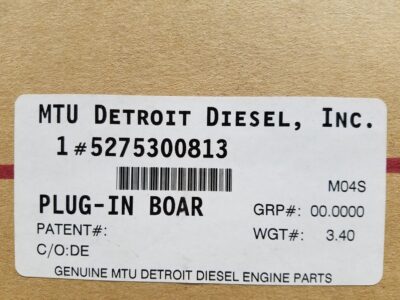 MTU DETROIT DIESEL, INC.
1 #5275300813
M04S
PLUG-IN BOAR GRP#: 00.0000
PATENT#: WGT#: 3.40
C/O:DE
GENUINE MTU DETROIT DIESEL ENGINE PARTS